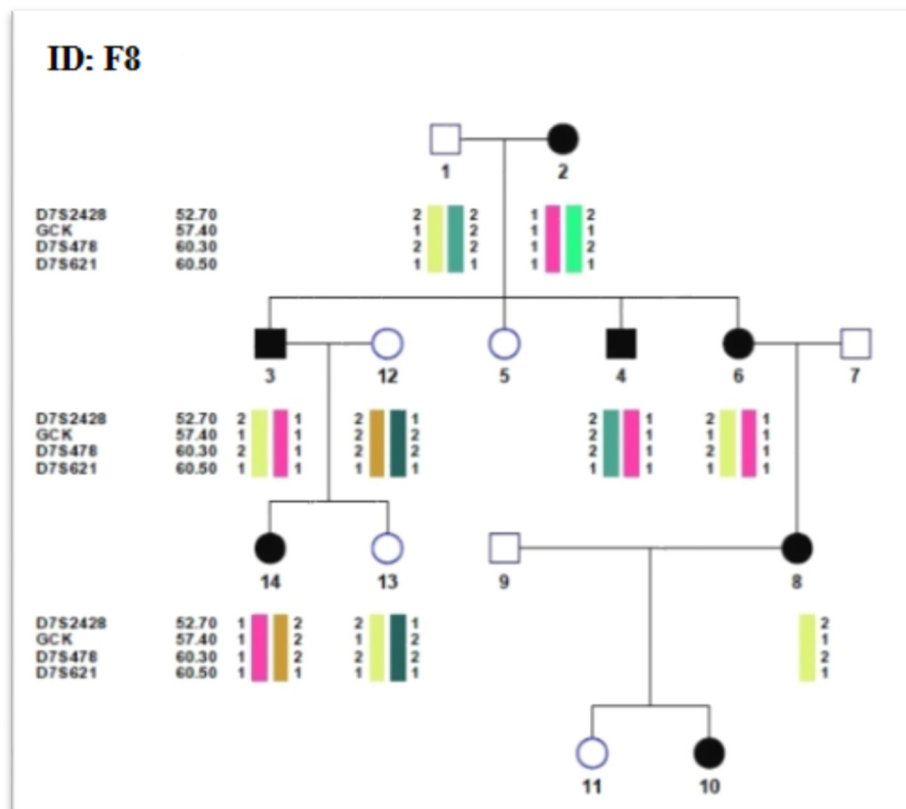 ID: F8
1 2
D7S2428 52.70 2 2 1 2
GCK 57.40 1 2 1 1
D7S478 60.30 2 2 1 2
D7S621 60.50 1 1 1 1
3 12 5 4 6 7
D7S2428 52.70 2 1 2 1 2 1 2 1
GCK 57.40 1 1 2 2 2 1 1 1
D7S478 60.30 2 1 2 2 2 1 2 1
D7S621 60.50 1 1 1 1 1 1 1 1
14 13 9 8
D7S2428 52.70 1 2 2 1 2
GCK 57.40 1 2 1 2 1
D7S478 60.30 1 2 2 2 2
D7S621 60.50 1 1 1 1 1
11 10